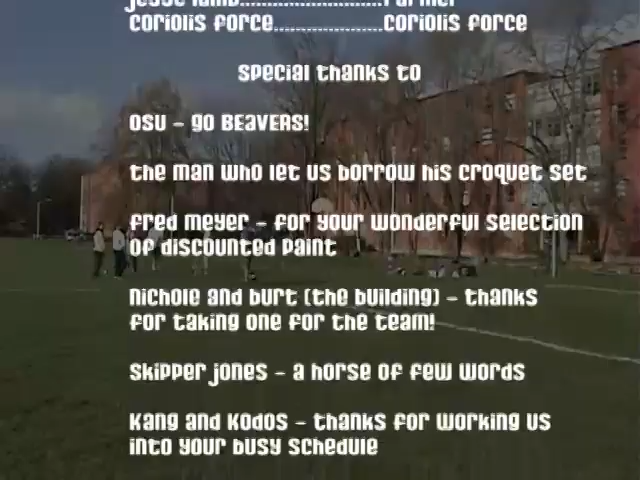 Jesse Lamb..........................Farmer
coriolis force...................coriolis force
special thanks to
OSU - go BEAVERS!
the man who let us borrow his croquet set
fred meyer - for your wonderful selection
of discounted paint
nichole and burt (the building) - thanks
for taking one for the team!
skipper jones - a horse of few words
Kang and Kodos - thanks for working us
into your busy schedule